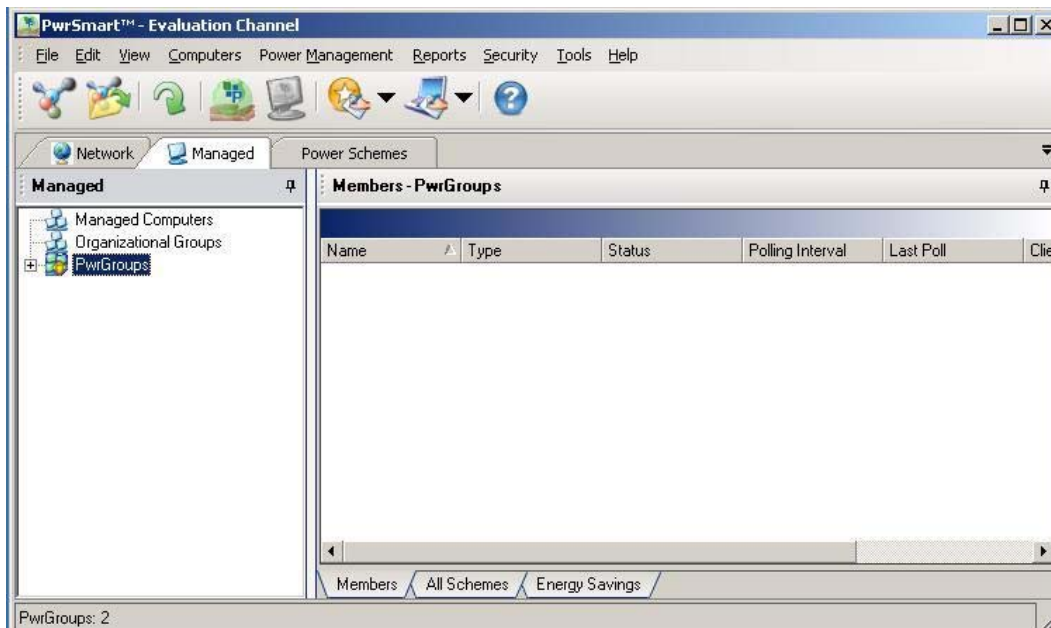 PwrSmart™ - Evaluation Channel
File Edit View Computers Power Management Reports Security Tools Help
Network Managed Power Schemes
Managed
Managed Computers
Organizational Groups
PwrGroups
Members - PwrGroups
Name Type Status Polling Interval Last Poll Clie
Members All Schemes Energy Savings
PwrGroups: 2